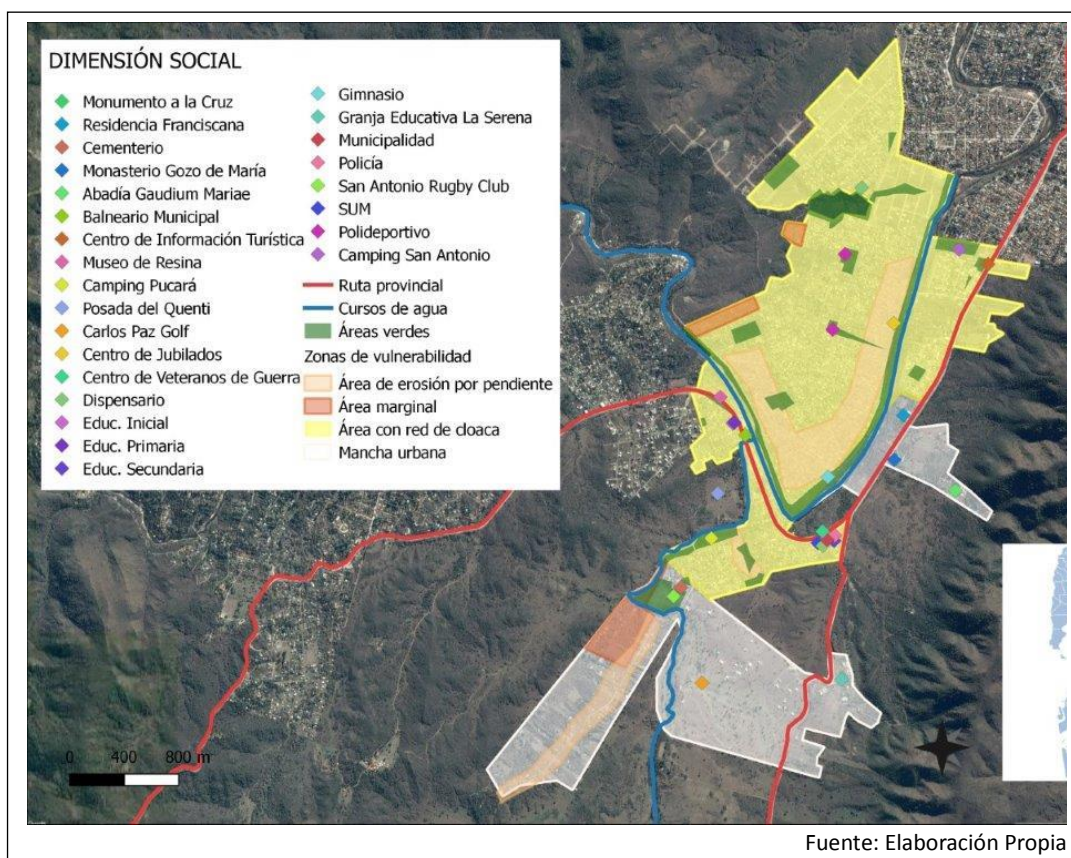 DIMENSIÓN SOCIAL
Monumento a la Cruz
Residencia Franciscana
Cementerio
Monasterio Gozo de María
Abadía Gaudium Mariae
Balneario Municipal
Centro de Información Turística
Museo de Resina
Camping Pucará
Posada del Quenti
Carlos Paz Golf
Centro de Jubilados
Centro de Veteranos de Guerra
Dispensario
Educ. Inicial
Educ. Primaria
Educ. Secundaria
Gimnasio
Granja Educativa La Serena
Municipalidad
Policía
San Antonio Rugby Club
SUM
Polideportivo
Camping San Antonio
Ruta provincial
Cursos de agua
Áreas verdes
Zonas de vulnerabilidad
Área de erosión por pendiente
Área marginal
Área con red de cloaca
Mancha urbana
0 400 800 m
Fuente: Elaboración Propia